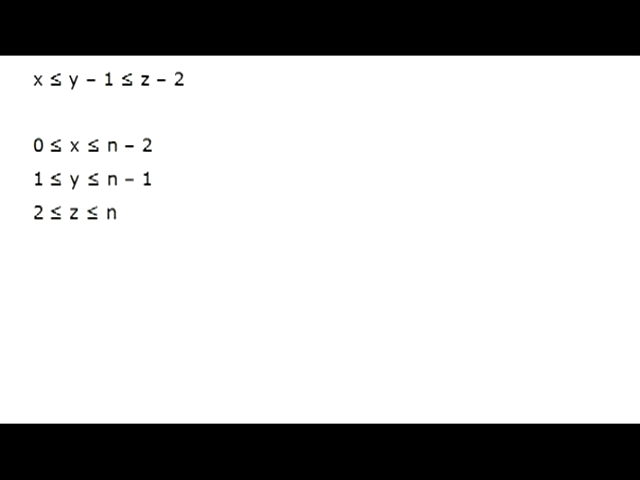 x ≤ y – 1 ≤ z – 2
0 ≤ x ≤ n – 2
1 ≤ y ≤ n – 1
2 ≤ z ≤ n